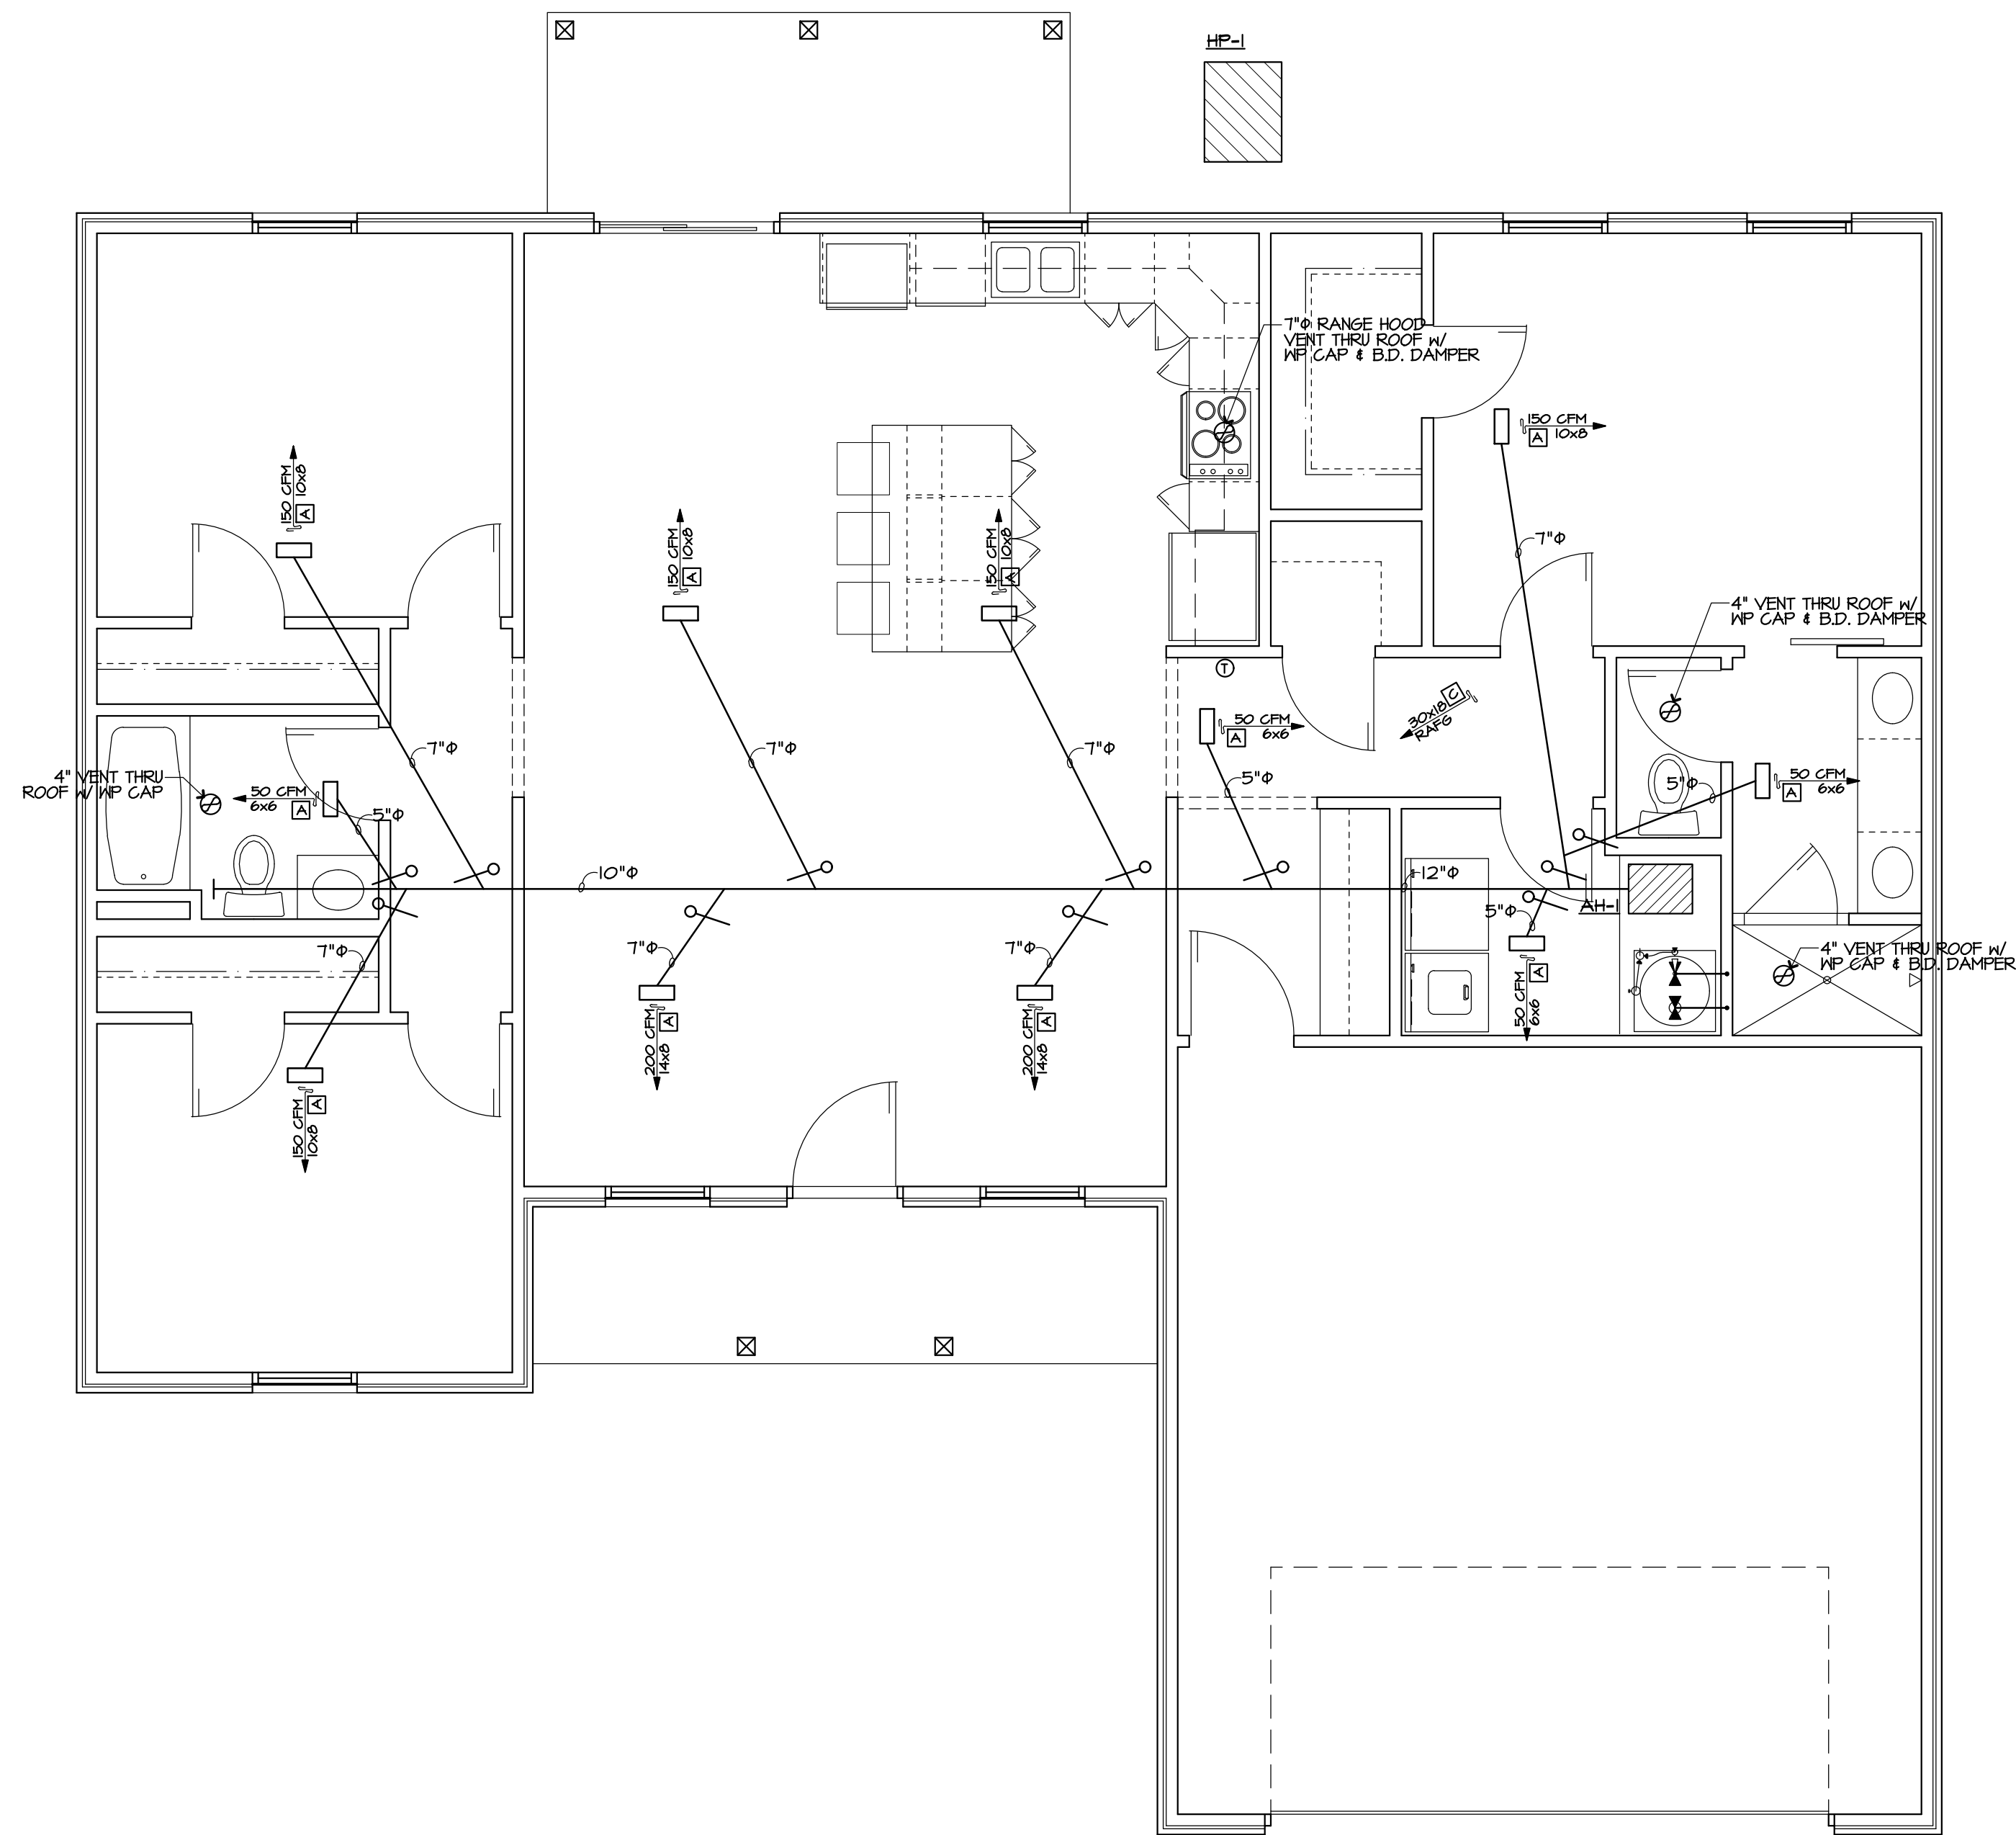 HP-1
7"Φ RANGE HOOD
VENT THRU ROOF w/
WP CAP & B.D. DAMPER
150 CFM
10x8
A
150 CFM
10x8
A
150 CFM
10x8
A
150 CFM
10x8
A
7"Φ
4" VENT THRU ROOF w/
WP CAP & B.D. DAMPER
T
30x18
RAFG
C
50 CFM
6x6
A
7"Φ
7"Φ
7"Φ
5"Φ
4" VENT THRU
ROOF W/ WP CAP
50 CFM
6x6
A
5"Φ
5"Φ
50 CFM
6x6
A
10"Φ
12"Φ
AH-1
5"Φ
7"Φ
7"Φ
7"Φ
4" VENT THRU ROOF w/
WP CAP & B.D. DAMPER
50 CFM
6x6
A
200 CFM
14x8
A
200 CFM
14x8
A
150 CFM
10x8
A